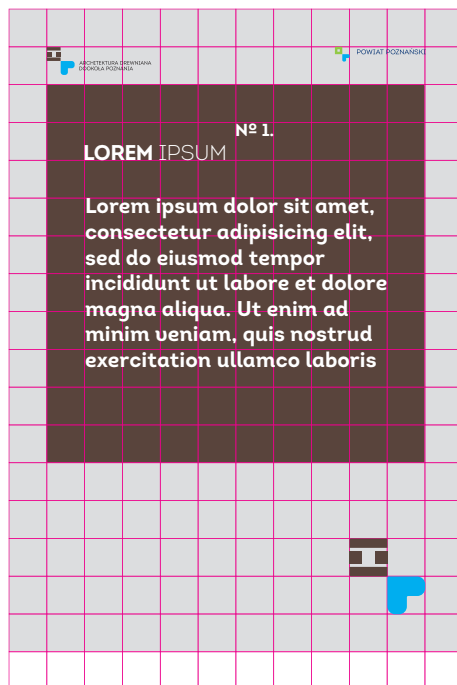 ARCHITEKTURA DREWNIANA
DOOKOŁA POZNANIA
POWIAT POZNAŃSKI
Nº 1.
LOREM IPSUM
Lorem ipsum dolor sit amet,
consectetur adipisicing elit,
sed do eiusmod tempor
incididunt ut labore et dolore
magna aliqua. Ut enim ad
minim veniam, quis nostrud
exercitation ullamco laboris